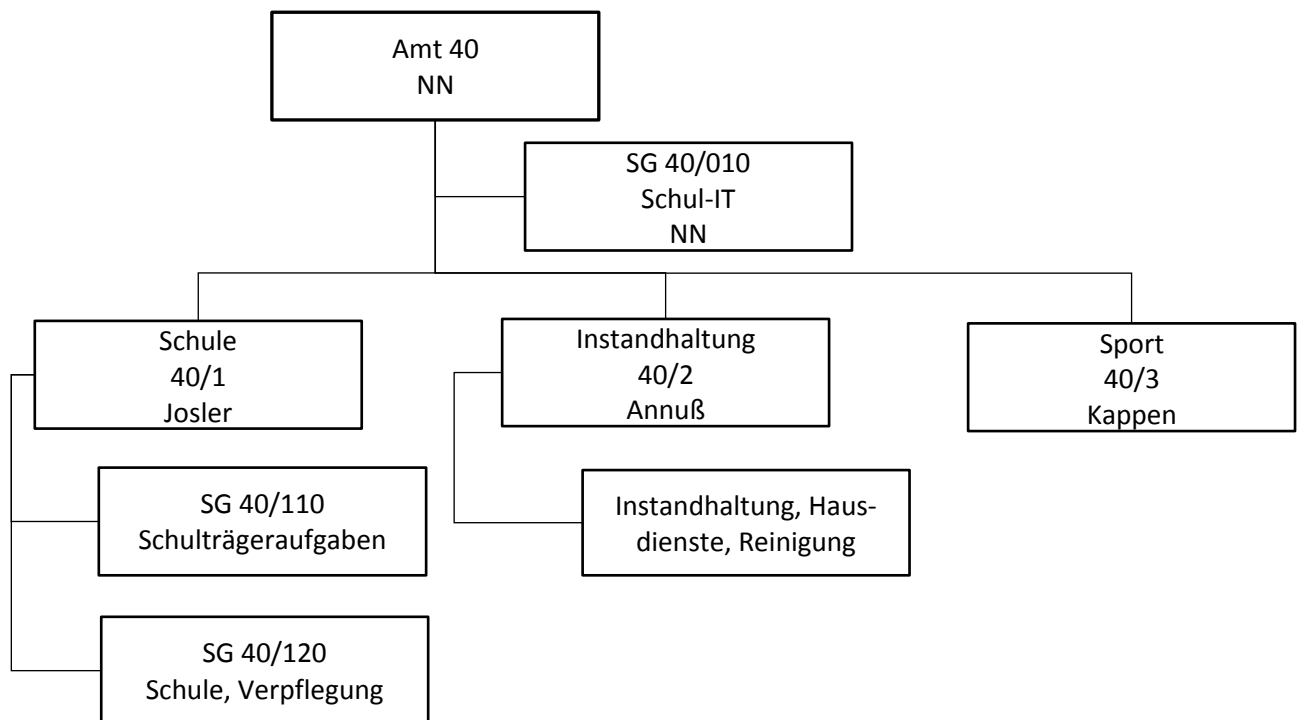 Amt 40
NN
SG 40/010
Schul-IT
NN
Schule
40/1
Josler
Instandhaltung
40/2
Annuß
Sport
40/3
Kappen
SG 40/110
Schulträgeraufgaben
Instandhaltung, Haus-
dienste, Reinigung
SG 40/120
Schule, Verpflegung